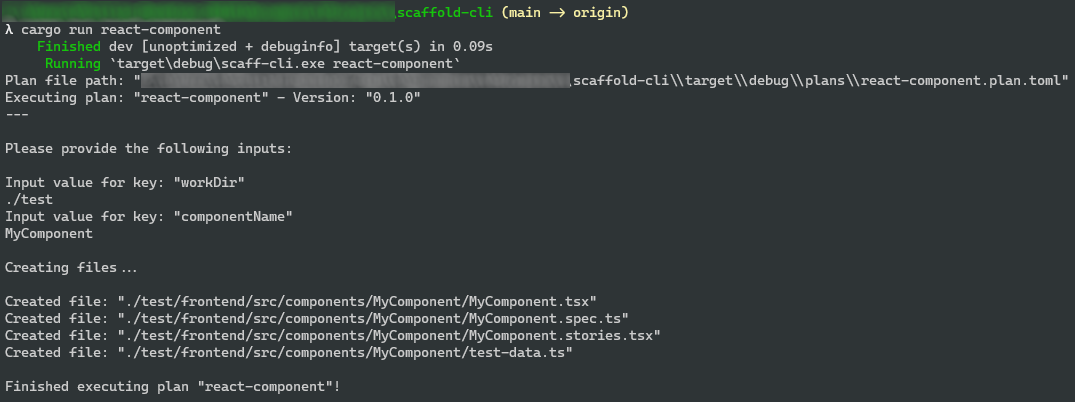 scaffold-cli (main → origin)
λ cargo run react-component
Finished dev [unoptimized + debuginfo] target(s) in 0.09s
Running `target\debug\scaff-cli.exe react-component`
Plan file path: " scaffold-cli\\target\\debug\\plans\\react-component.plan.toml"
Executing plan: "react-component" - Version: "0.1.0"
---
Please provide the following inputs:
Input value for key: "workDir"
./test
Input value for key: "componentName"
MyComponent
Creating files...
Created file: "./test/frontend/src/components/MyComponent/MyComponent.tsx"
Created file: "./test/frontend/src/components/MyComponent/MyComponent.spec.ts"
Created file: "./test/frontend/src/components/MyComponent/MyComponent.stories.tsx"
Created file: "./test/frontend/src/components/MyComponent/test-data.ts"
Finished executing plan "react-component"!